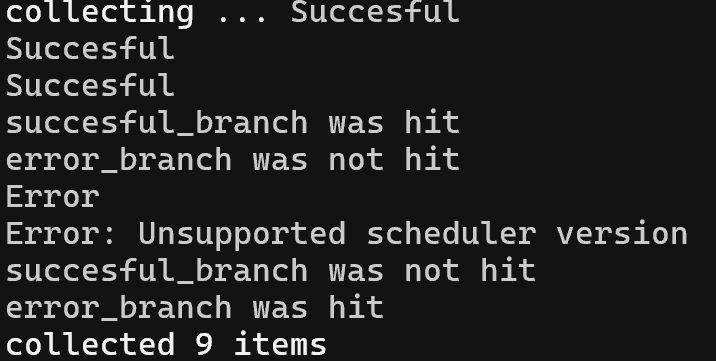 collecting ... Succesful
Succesful
Succesful
succesful_branch was hit
error_branch was not hit
Error
Error: Unsupported scheduler version
succesful_branch was not hit
error_branch was hit
collected 9 items